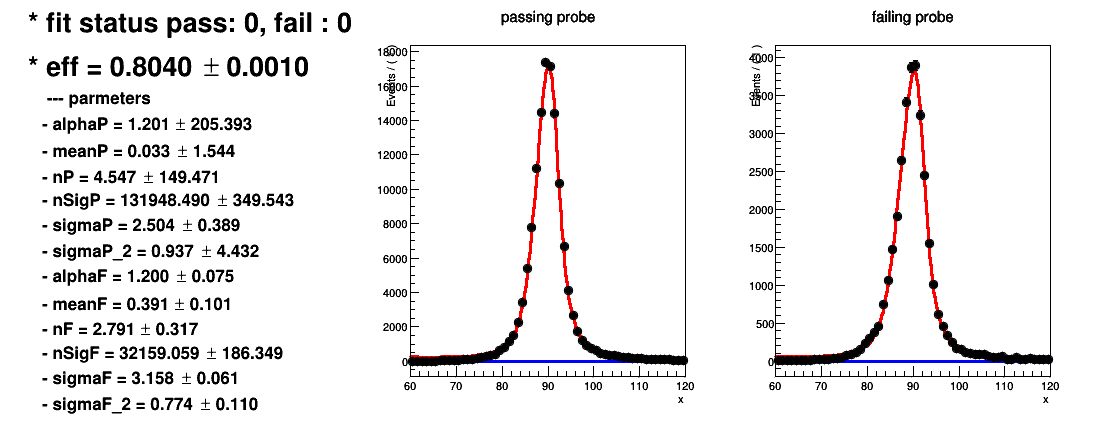 * fit status pass: 0, fail : 0
* eff = 0.8040 ± 0.0010
--- parmeters
- alphaP = 1.201 ± 205.393
- meanP = 0.033 ± 1.544
- nP = 4.547 ± 149.471
- nSigP = 131948.490 ± 349.543
- sigmaP = 2.504 ± 0.389
- sigmaP_2 = 0.937 ± 4.432
- alphaF = 1.200 ± 0.075
- meanF = 0.391 ± 0.101
- nF = 2.791 ± 0.317
- nSigF = 32159.059 ± 186.349
- sigmaF = 3.158 ± 0.061
- sigmaF_2 = 0.774 ± 0.110
passing probe
Events / (
18000
16000
14000
12000
10000
8000
6000
4000
2000
0
60 70 80 90 100 110 120
x
failing probe
Events / (
4000
3500
3000
2500
2000
1500
1000
500
0
60 70 80 90 100 110 120
x